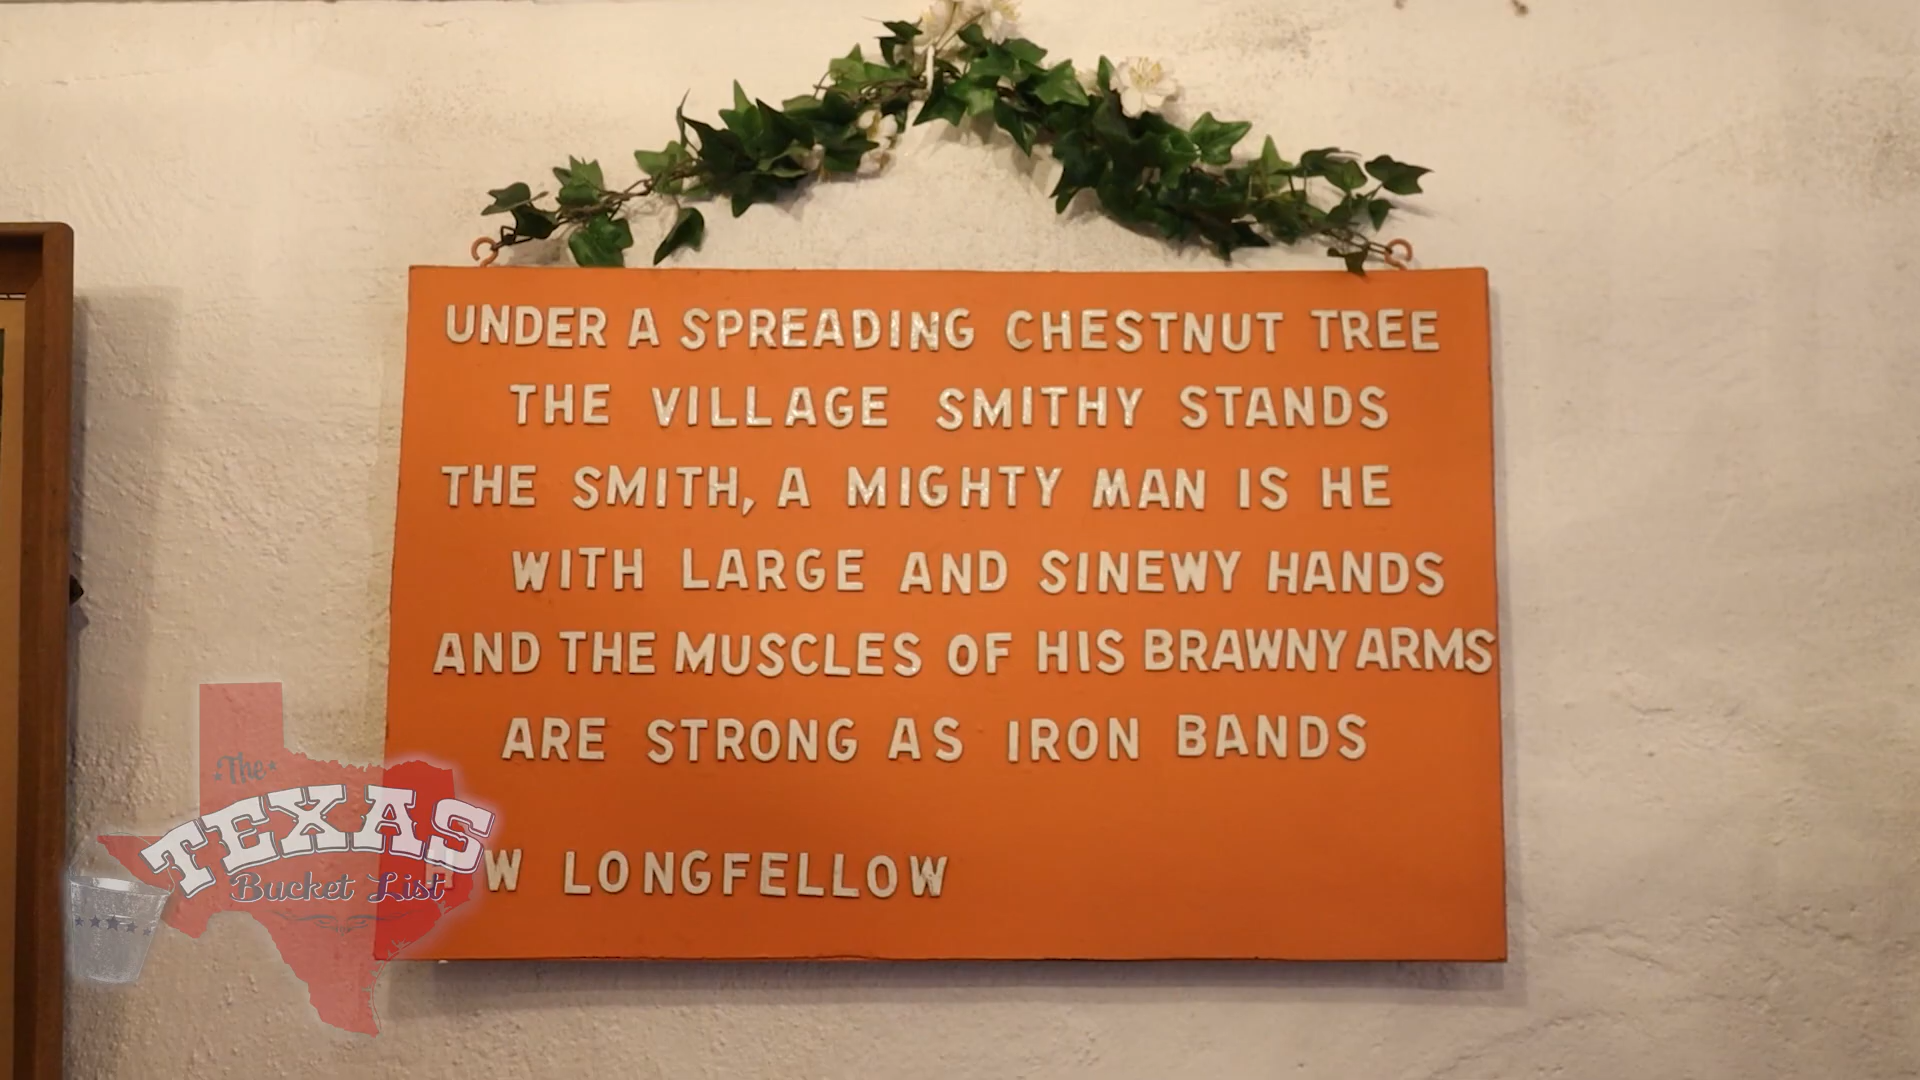 UNDER A SPREADING CHESTNUT TREE
THE VILLAGE SMITHY STANDS
THE SMITH, A MIGHTY MAN IS HE
WITH LARGE AND SINEWY HANDS
AND THE MUSCLES OF HIS BRAWNY ARMS
ARE STRONG AS IRON BANDS
H W LONGFELLOW
The
TEXAS
Bucket List